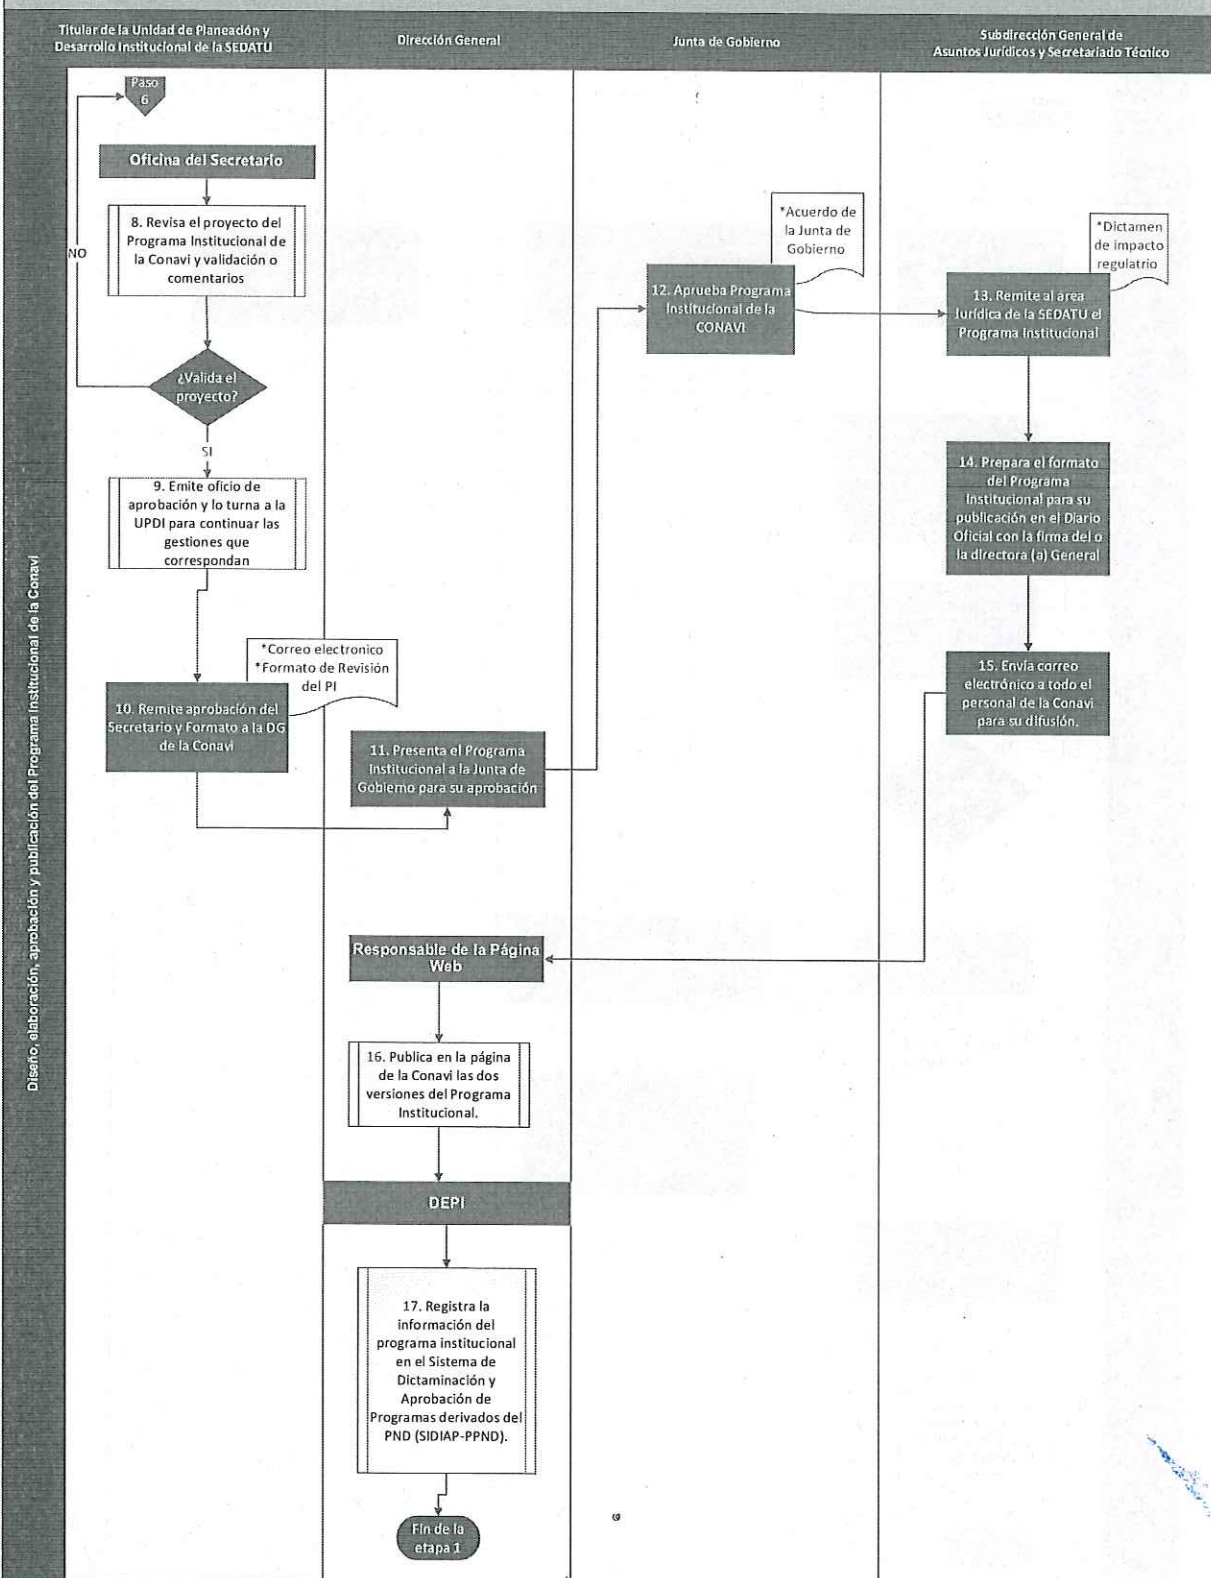 Titular de la Unidad de Planeación y
Desarrollo Institucional de la SEDATU
Dirección General
Junta de Gobierno
Subdirección General de
Asuntos Jurídicos y Secretariado Técnico
Diseño, elaboración, aprobación y publicación del Programa Institucional de la Conavi
Paso
6
Oficina del Secretario
8. Revisa el proyecto del
Programa Institucional de
la Conavi y validación o
comentarios
NO
¿Valida el
proyecto?
SI
9. Emite oficio de
aprobación y lo turna a la
UPDI para continuar las
gestiones que
correspondan
*Correo electronico
*Formato de Revisión
del PI
10. Remite aprobación del
Secretario y Formato a la DG
de la Conavi
11. Presenta el Programa
Institucional a la Junta de
Gobierno para su aprobación
*Acuerdo de
la Junta de
Gobierno
12. Aprueba Programa
Institucional de la
CONAVI
*Dictamen
de impacto
regulatrio
13. Remite al área
Jurídica de la SEDATU el
Programa Institucional
14. Prepara el formato
del Programa
Institucional para su
publicación en el Diario
Oficial con la firma del o
la directora (a) General
15. Envía correo
electrónico a todo el
personal de la Conavi
para su difusión.
Responsable de la Página
Web
16. Publica en la página
de la Conavi las dos
versiones del Programa
Institucional.
DEPI
17. Registra la
información del
programa institucional
en el Sistema de
Dictaminación y
Aprobación de
Programas derivados del
PND (SIDIAP-PPND).
Fin de la
etapa 1